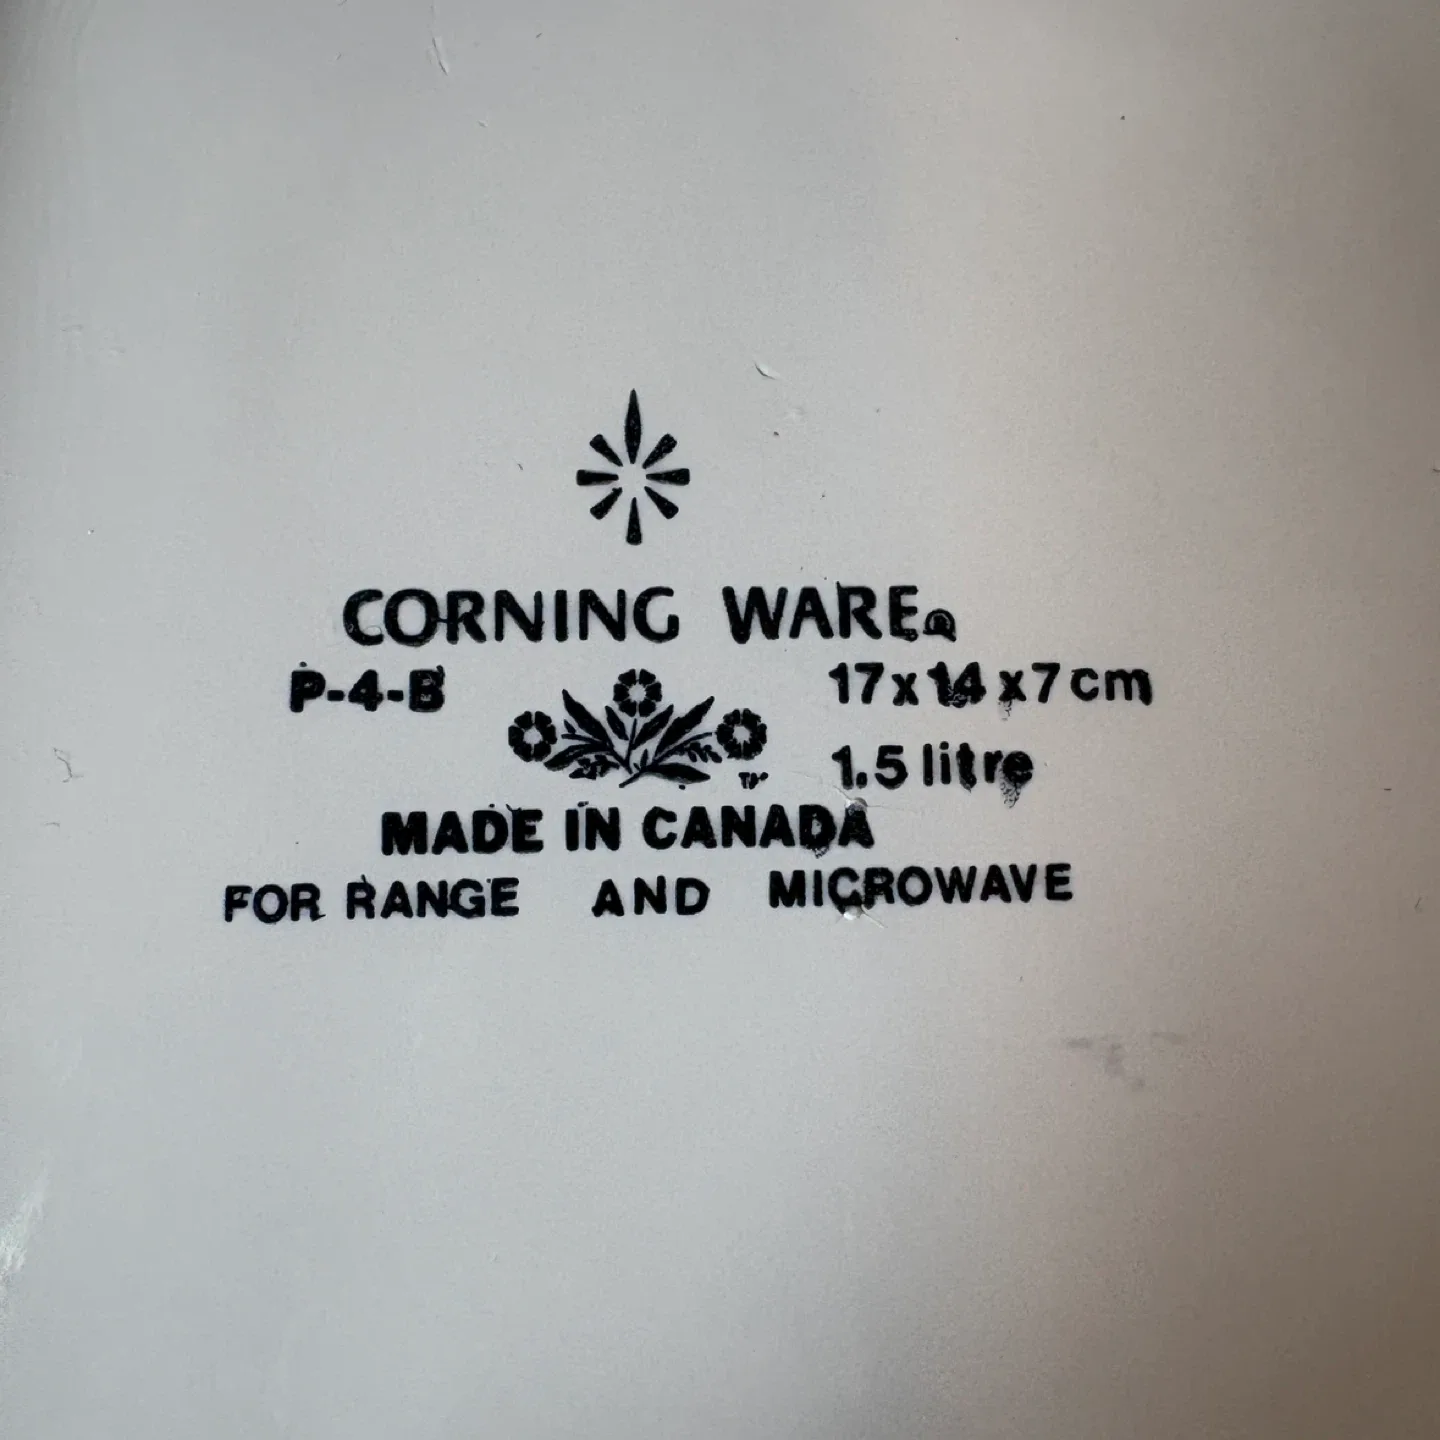 CORNING WARE®
P-4-B 17x14x7cm
TM 1.5 litre
MADE IN CANADA
FOR RANGE AND MICROWAVE